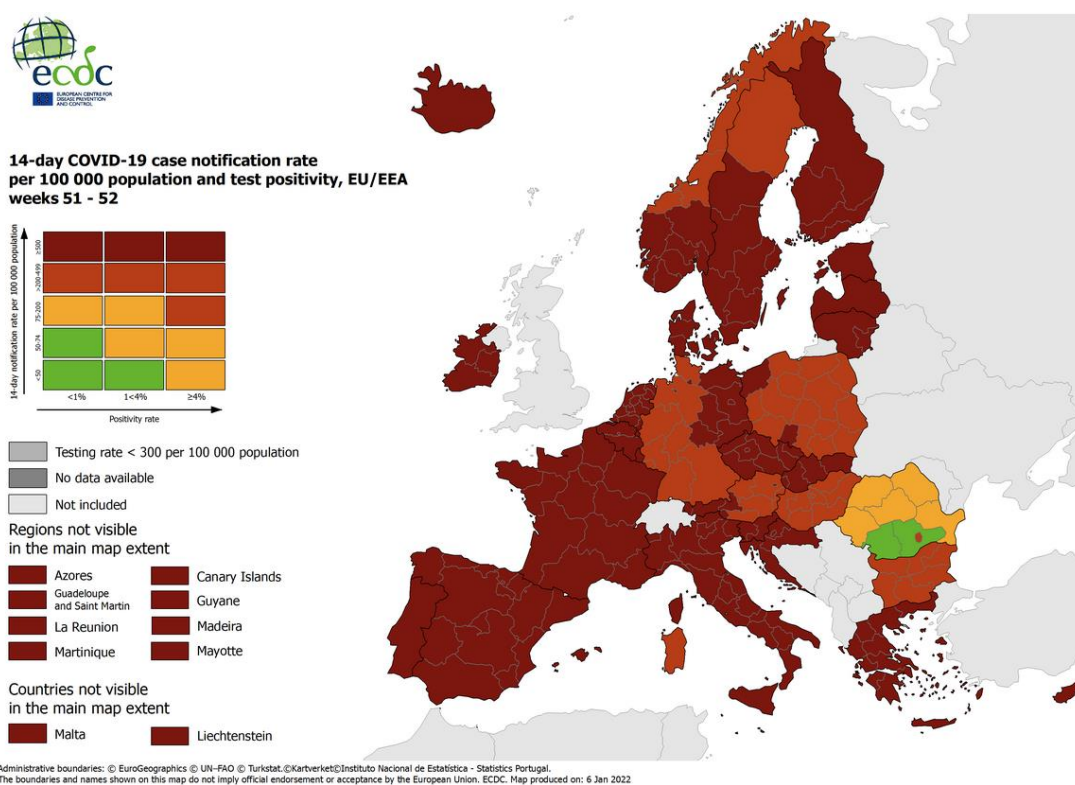 ecdc
EUROPEAN CENTRE FOR
DISEASE PREVENTION
AND CONTROL
14-day COVID-19 case notification rate
per 100 000 population and test positivity, EU/EEA
weeks 51 - 52
14-day notification rate per 100 000 population
≥500
>200-499
75-200
50-74
<50
<1%
1<4%
≥4%
Positivity rate
Testing rate < 300 per 100 000 population
No data available
Not included
Regions not visible
in the main map extent
Azores
Canary Islands
Guadeloupe
and Saint Martin
Guyane
La Reunion
Madeira
Martinique
Mayotte
Countries not visible
in the main map extent
Malta
Liechtenstein
Administrative boundaries: © EuroGeographics © UN–FAO © Turkstat.©Kartverket©Instituto Nacional de Estatística - Statistics Portugal.
The boundaries and names shown on this map do not imply official endorsement or acceptance by the European Union. ECDC. Map produced on: 6 Jan 2022